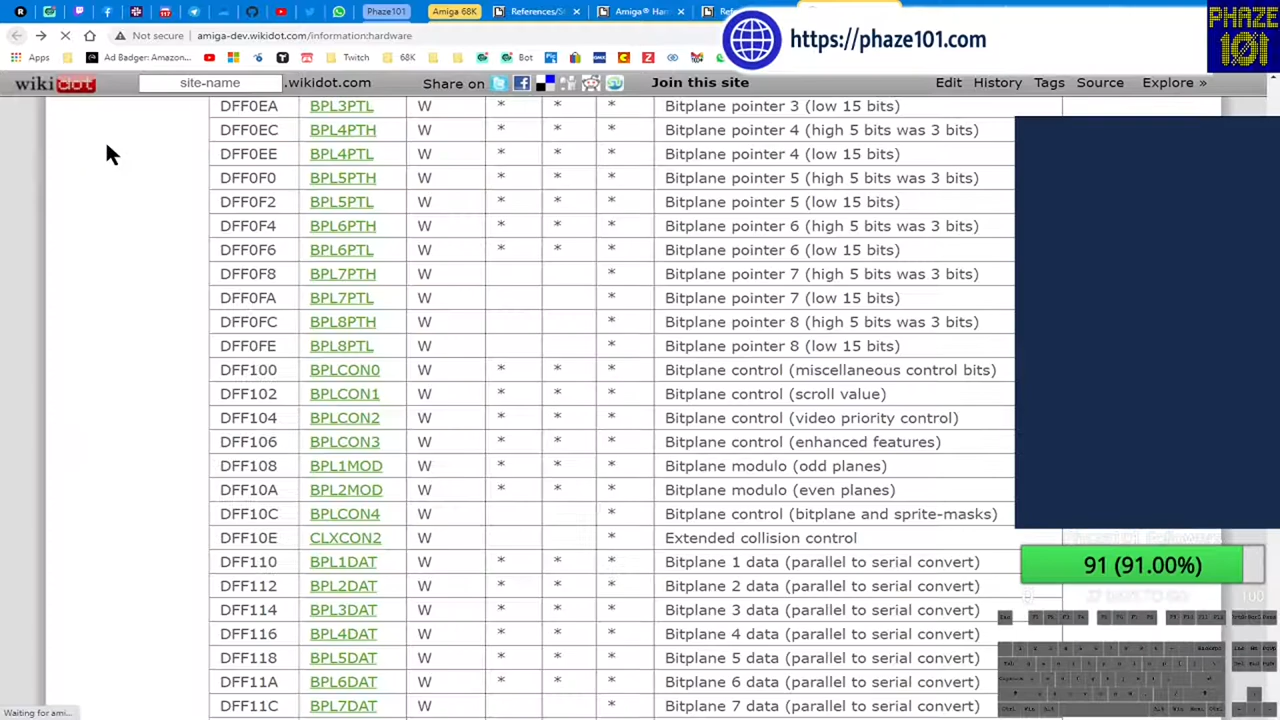 Phaze101 Amiga 68K References/St Amiga® Har Ref
https://phaze101.com
PHAZE
101
Not secure amiga-dev.wikidot.com/information:hardware
Apps Ad Badger: Amazon... Twitch 68K Bot
wikidot site-name .wikidot.com Share on Join this site Edit History Tags Source Explore »
DFF0EA BPL3PTL W * * * Bitplane pointer 3 (low 15 bits)
DFF0EC BPL4PTH W * * * Bitplane pointer 4 (high 5 bits was 3 bits)
DFF0EE BPL4PTL W * * * Bitplane pointer 4 (low 15 bits)
DFF0F0 BPL5PTH W * * * Bitplane pointer 5 (high 5 bits was 3 bits)
DFF0F2 BPL5PTL W * * * Bitplane pointer 5 (low 15 bits)
DFF0F4 BPL6PTH W * * * Bitplane pointer 6 (high 5 bits was 3 bits)
DFF0F6 BPL6PTL W * * * Bitplane pointer 6 (low 15 bits)
DFF0F8 BPL7PTH W * Bitplane pointer 7 (high 5 bits was 3 bits)
DFF0FA BPL7PTL W * Bitplane pointer 7 (low 15 bits)
DFF0FC BPL8PTH W * Bitplane pointer 8 (high 5 bits was 3 bits)
DFF0FE BPL8PTL W * Bitplane pointer 8 (low 15 bits)
DFF100 BPLCON0 W * * * Bitplane control (miscellaneous control bits)
DFF102 BPLCON1 W * * * Bitplane control (scroll value)
DFF104 BPLCON2 W * * * Bitplane control (video priority control)
DFF106 BPLCON3 W * * * Bitplane control (enhanced features)
DFF108 BPL1MOD W * * * Bitplane modulo (odd planes)
DFF10A BPL2MOD W * * * Bitplane modulo (even planes)
DFF10C BPLCON4 W * Bitplane control (bitplane and sprite-masks)
DFF10E CLXCON2 W * Extended collision control
91 (91.00%)
100
DFF110 BPL1DAT W * * * Bitplane 1 data (parallel to serial convert)
DFF112 BPL2DAT W * * * Bitplane 2 data (parallel to serial convert)
DFF114 BPL3DAT W * * * Bitplane 3 data (parallel to serial convert)
DFF116 BPL4DAT W * * * Bitplane 4 data (parallel to serial convert)
DFF118 BPL5DAT W * * * Bitplane 5 data (parallel to serial convert)
DFF11A BPL6DAT W * * * Bitplane 6 data (parallel to serial convert)
DFF11C BPL7DAT W * Bitplane 7 data (parallel to serial convert)
Waiting for ami...